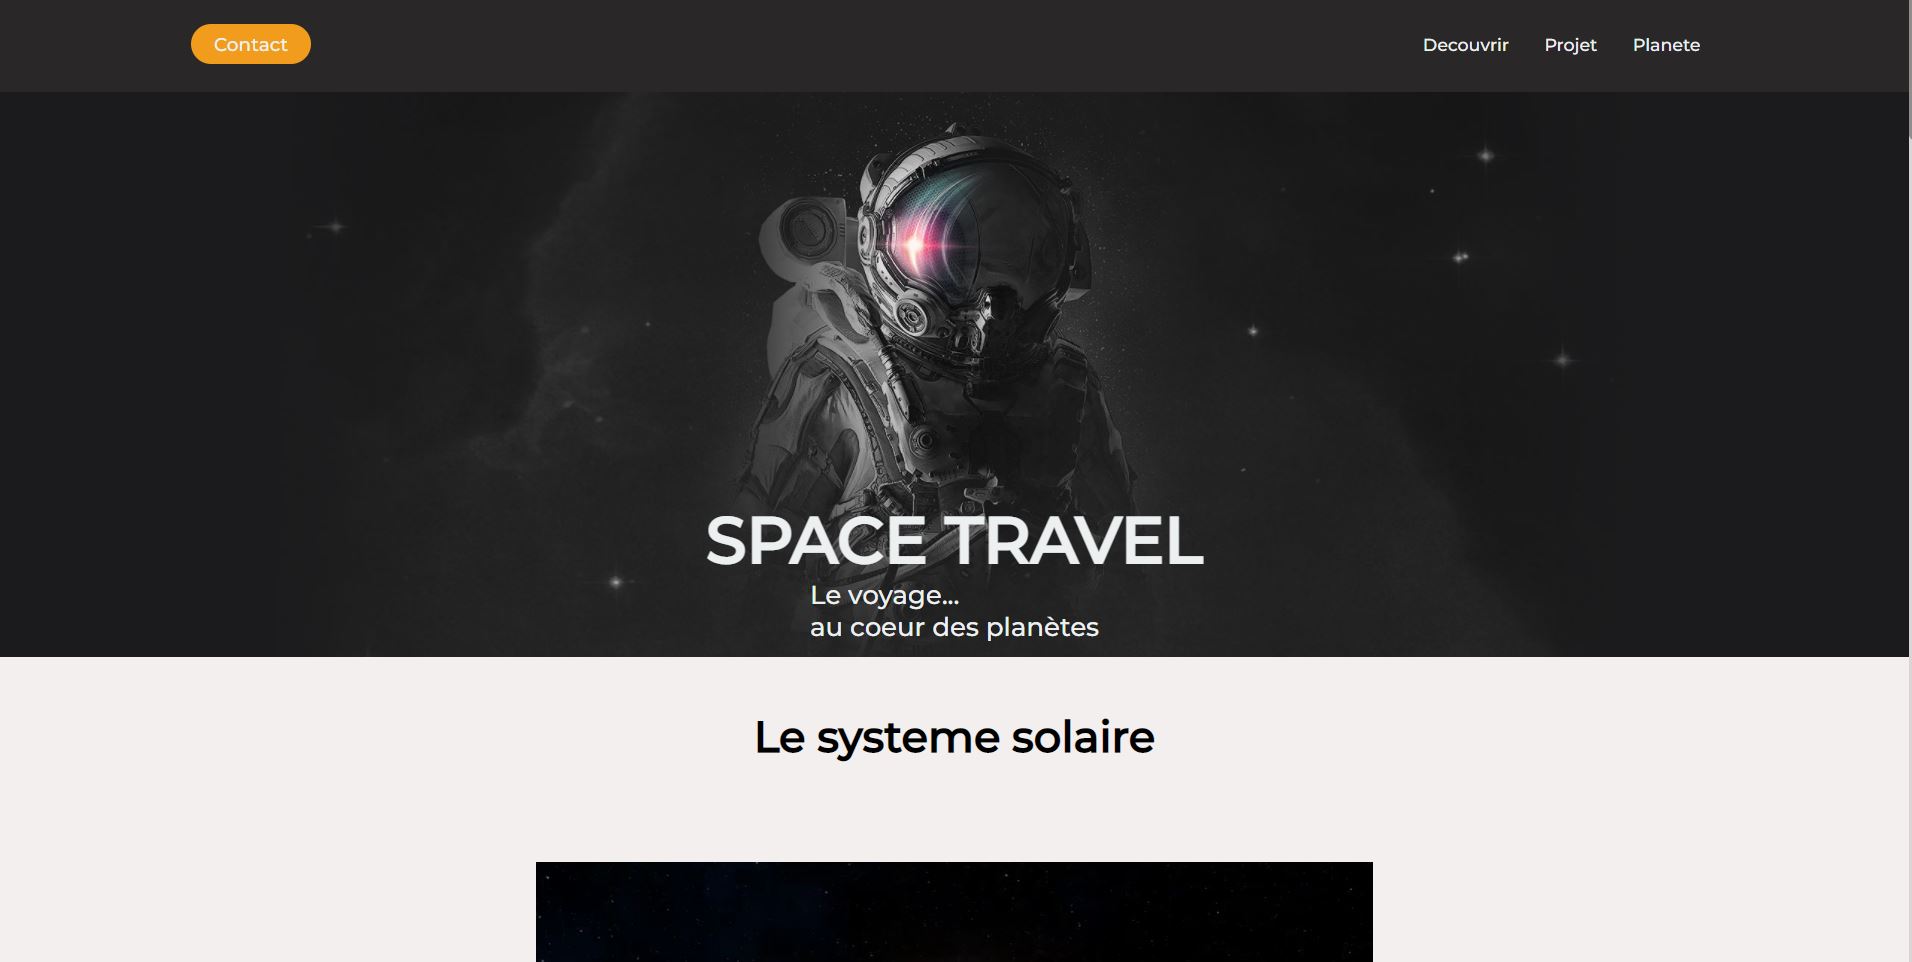 Contact
Decouvrir Projet Planete
SPACE TRAVEL
Le voyage...
au coeur des planètes
Le systeme solaire